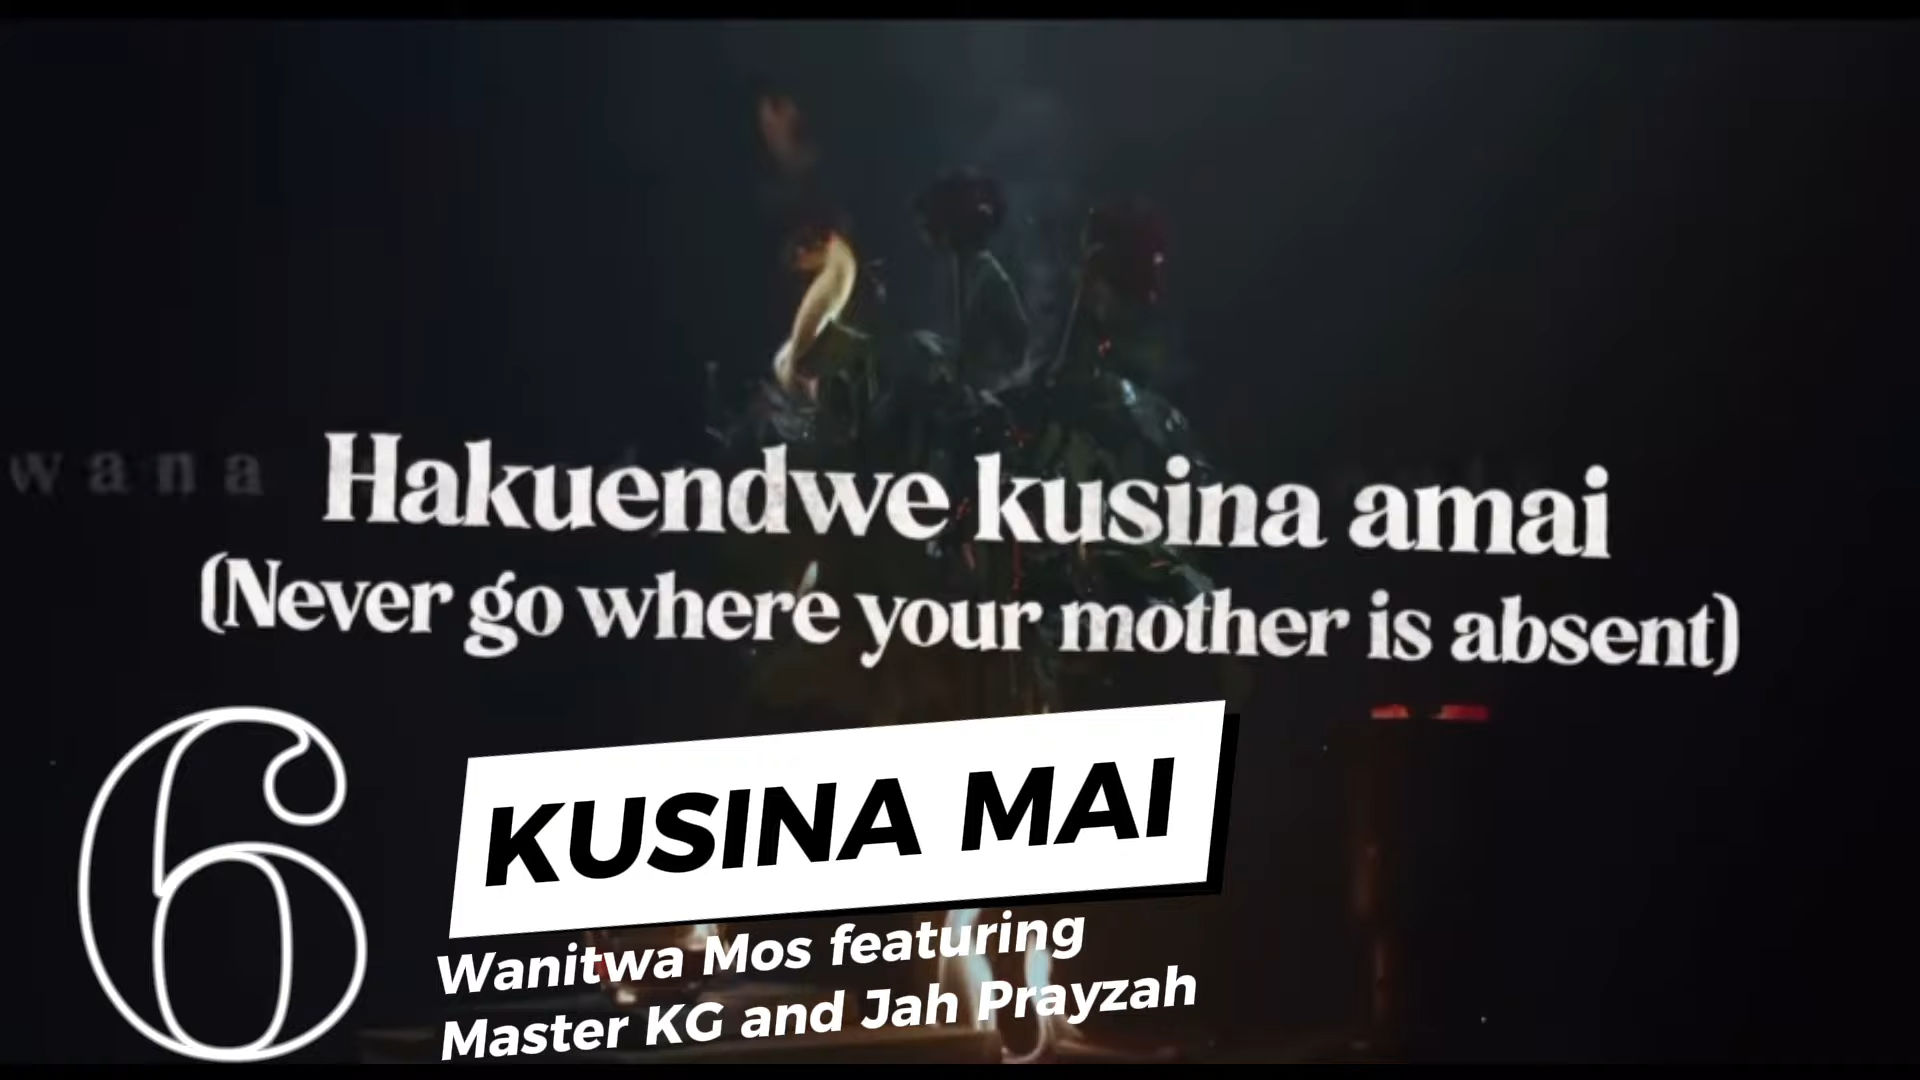 wana
Hakuendwe kusina amai
(Never go where your mother is absent)
6
KUSINA MAI
Wanitwa Mos featuring
Master KG and Jah Prayzah